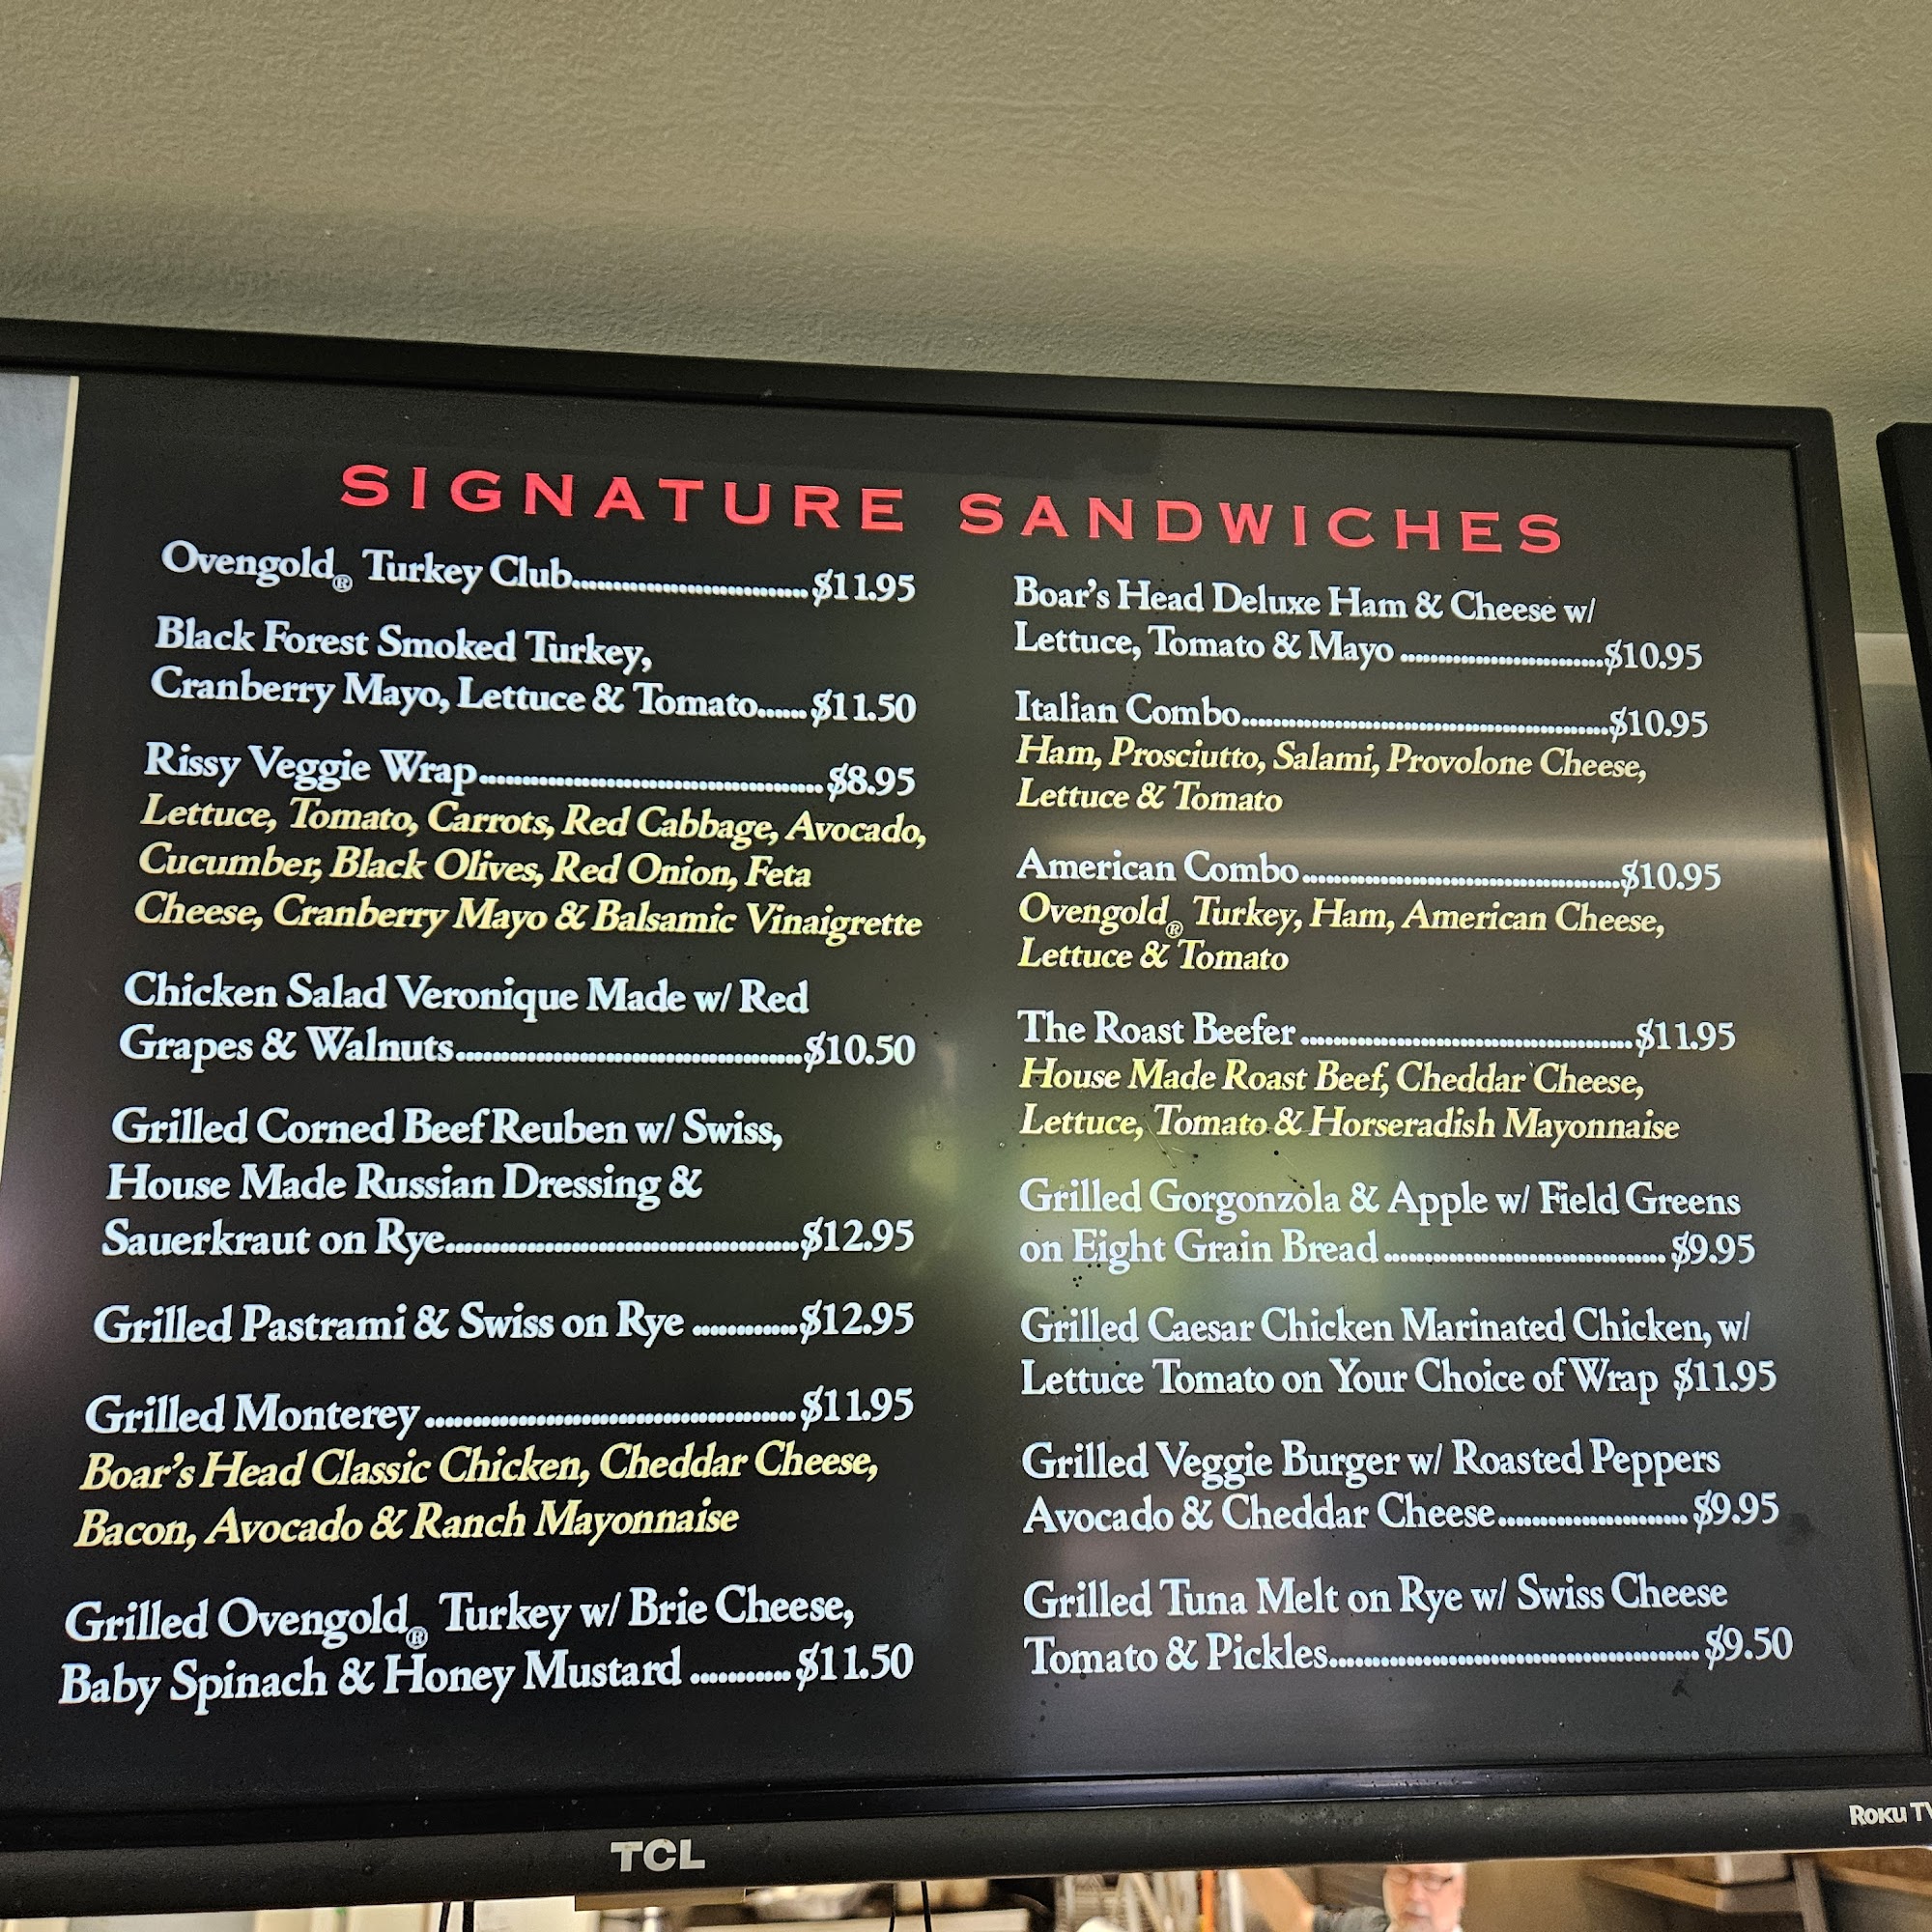 SIGNATURE SANDWICHES
Ovengold® Turkey Club..............................$11.95
Black Forest Smoked Turkey,
Cranberry Mayo, Lettuce & Tomato......$11.50
Rissy Veggie Wrap............................................$8.95
Lettuce, Tomato, Carrots, Red Cabbage, Avocado,
Cucumber, Black Olives, Red Onion, Feta
Cheese, Cranberry Mayo & Balsamic Vinaigrette
Chicken Salad Veronique Made w/ Red
Grapes & Walnuts............................................$10.50
Grilled Corned Beef Reuben w/ Swiss,
House Made Russian Dressing &
Sauerkraut on Rye............................................$12.95
Grilled Pastrami & Swiss on Rye .............$12.95
Grilled Monterey..............................................$11.95
Boar's Head Classic Chicken, Cheddar Cheese,
Bacon, Avocado & Ranch Mayonnaise
Grilled Ovengold® Turkey w/ Brie Cheese,
Baby Spinach & Honey Mustard ............$11.50
Boar's Head Deluxe Ham & Cheese w/
Lettuce, Tomato & Mayo ............................$10.95
Italian Combo...................................................$10.95
Ham, Prosciutto, Salami, Provolone Cheese,
Lettuce & Tomato
American Combo............................................$10.95
Ovengold® Turkey, Ham, American Cheese,
Lettuce & Tomato
The Roast Beefer..............................................$11.95
House Made Roast Beef, Cheddar Cheese,
Lettuce, Tomato & Horseradish Mayonnaise
Grilled Gorgonzola & Apple w/ Field Greens
on Eight Grain Bread...................................... $9.95
Grilled Caesar Chicken Marinated Chicken, w/
Lettuce Tomato on Your Choice of Wrap $11.95
Grilled Veggie Burger w/ Roasted Peppers
Avocado & Cheddar Cheese......................... $9.95
Grilled Tuna Melt on Rye w/ Swiss Cheese
Tomato & Pickles............................................... $9.50
TCL
Roku TV